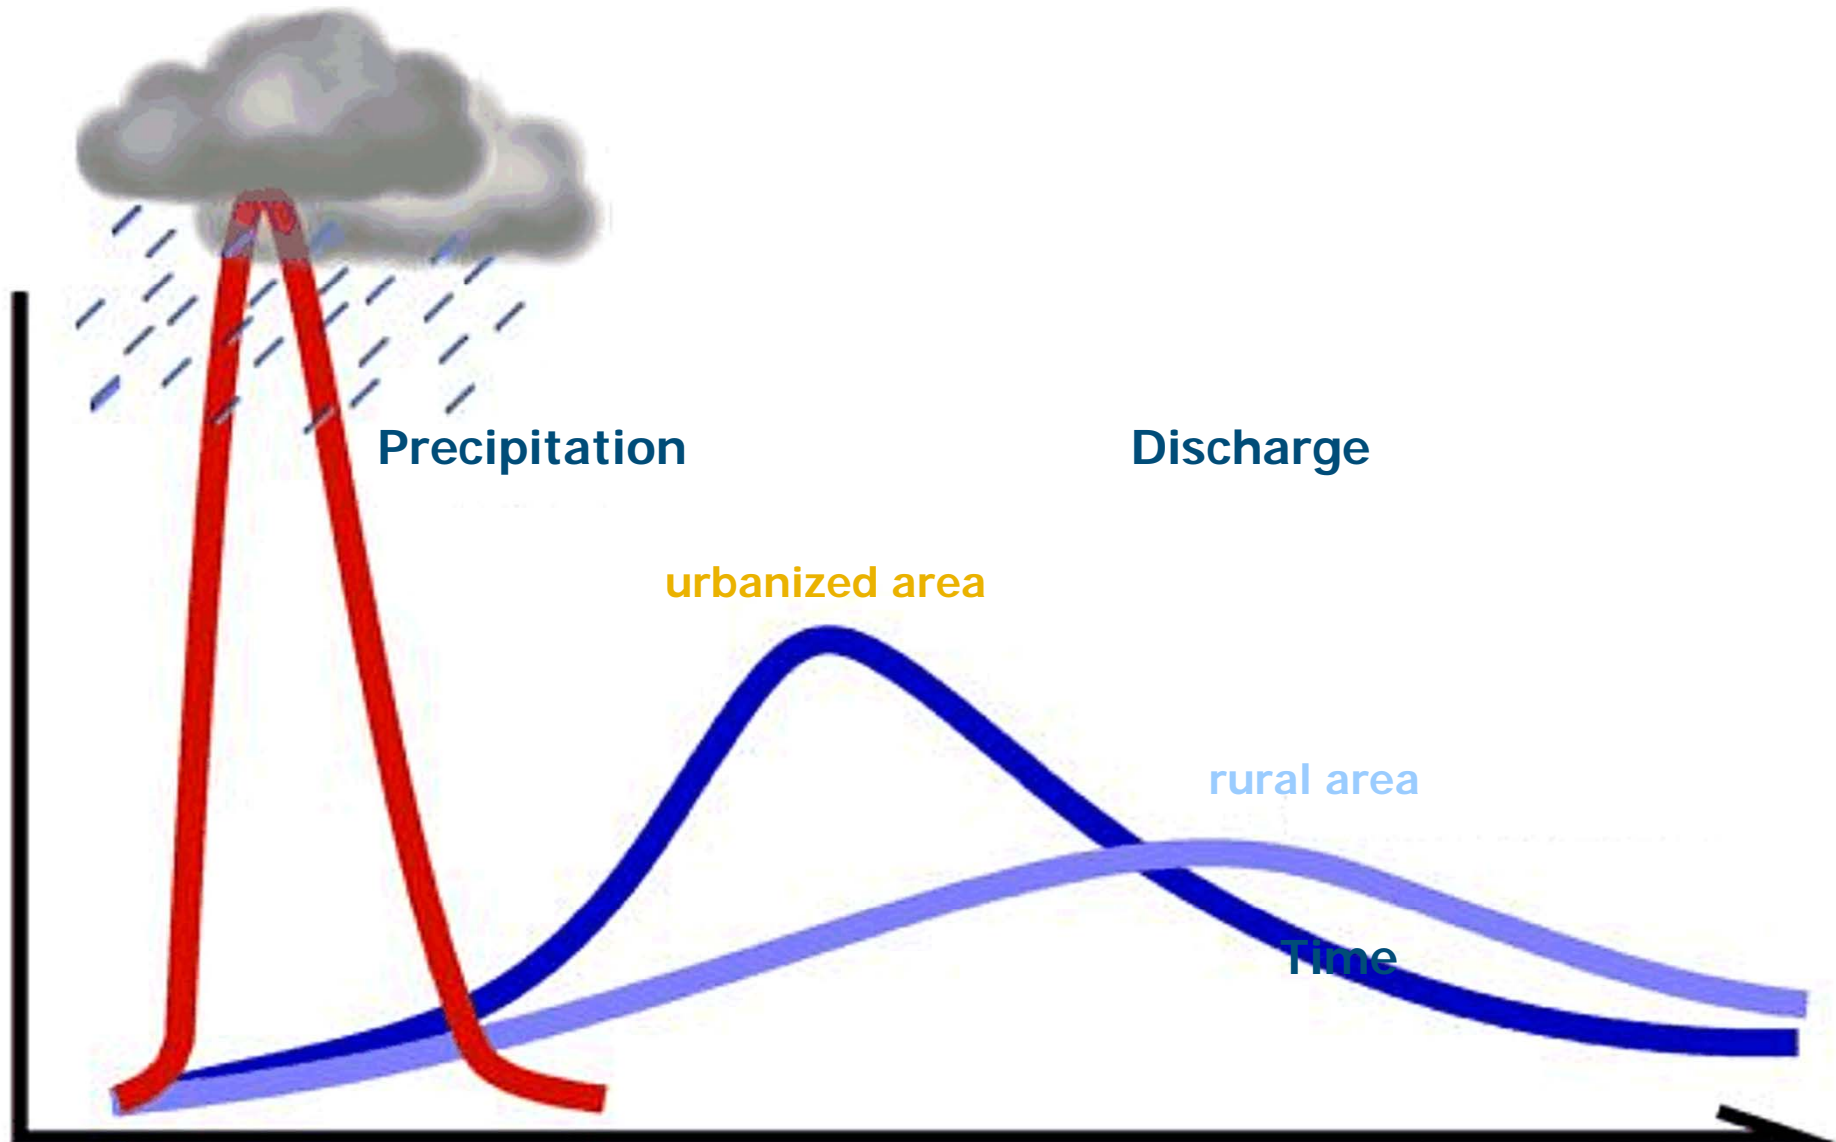 Precipitation
Discharge
urbanized area
rural area
Time